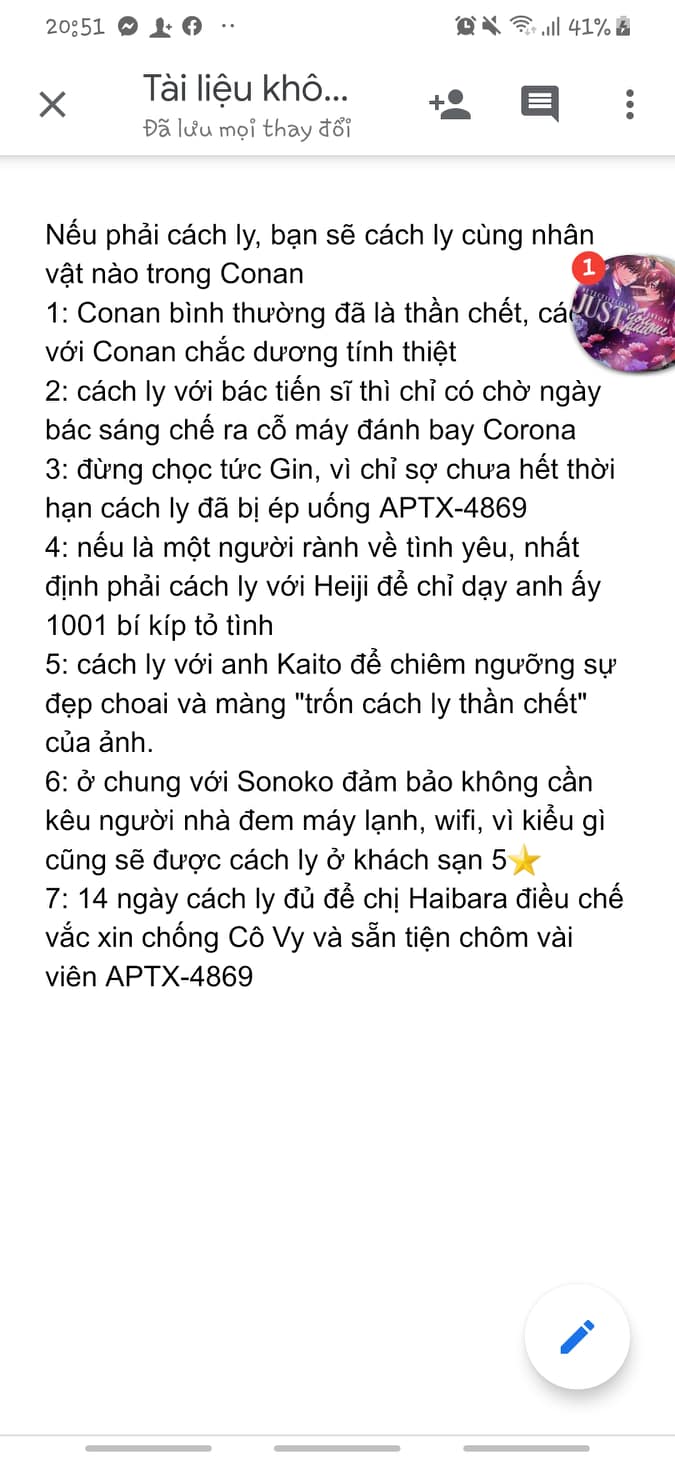 20:51
41%
Tài liệu khô...
Đã lưu mọi thay đổi
Nếu phải cách ly, bạn sẽ cách ly cùng nhân
vật nào trong Conan
1
1: Conan bình thường đã là thần chết, các
với Conan chắc dương tính thiệt
JUST
2: cách ly với bác tiến sĩ thì chỉ có chờ ngày
bác sáng chế ra cỗ máy đánh bay Corona
3: đừng chọc tức Gin, vì chỉ sợ chưa hết thời
hạn cách ly đã bị ép uống APTX-4869
4: nếu là một người rành về tình yêu, nhất
định phải cách ly với Heiji để chỉ dạy anh ấy
1001 bí kíp tỏ tình
5: cách ly với anh Kaito để chiêm ngưỡng sự
đẹp choai và màng "trốn cách ly thần chết"
của ảnh.
6: ở chung với Sonoko đảm bảo không cần
kêu người nhà đem máy lạnh, wifi, vì kiểu gì
cũng sẽ được cách ly ở khách sạn 5⭐
7: 14 ngày cách ly đủ để chị Haibara điều chế
vắc xin chống Cô Vy và sẵn tiện chôm vài
viên APTX-4869